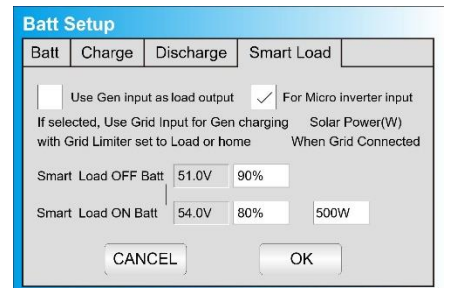 Batt Setup
Batt Charge Discharge Smart Load
Use Gen input as load output ✓ For Micro inverter input
If selected, Use Grid Input for Gen charging Solar Power(W)
with Grid Limiter set to Load or home When Grid Connected
Smart Load OFF Batt 51.0V 90%
Smart Load ON Batt 54.0V 80% 500W
CANCEL OK